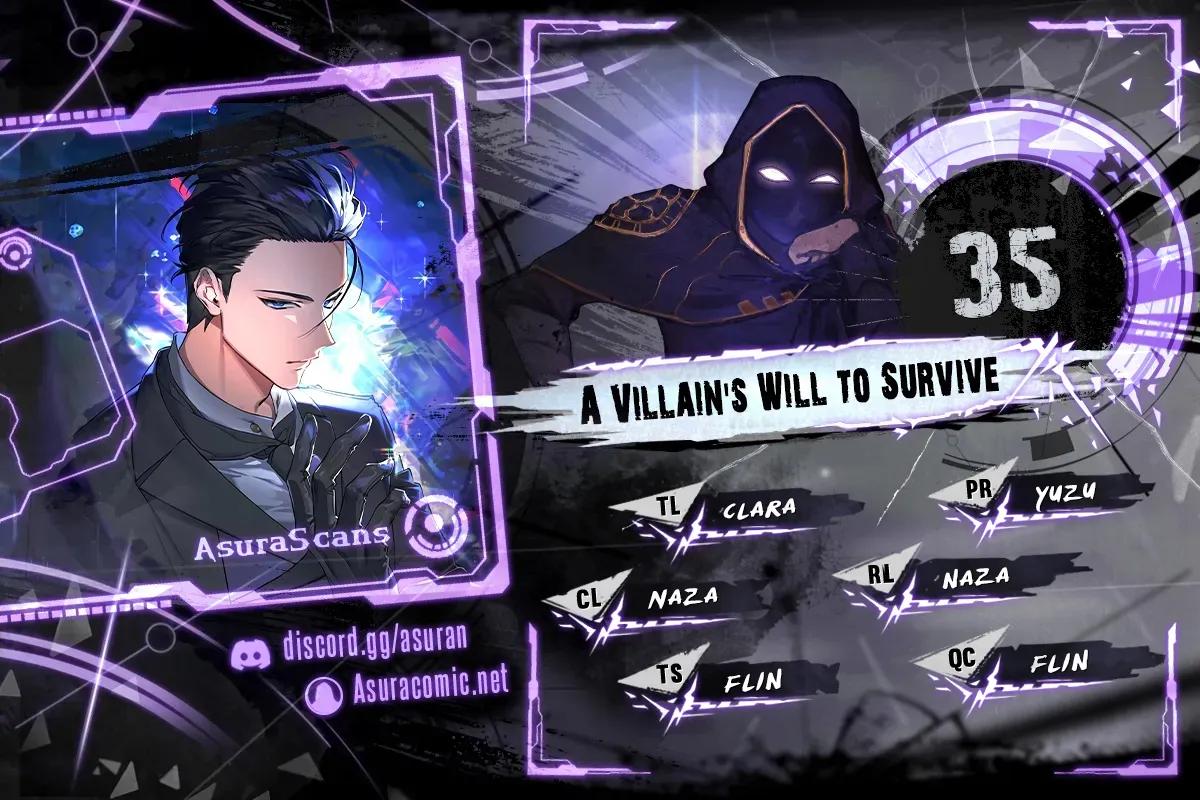 35
A VILLAIN'S WILL TO SURVIVE
AsuraScans
TL CLARA
PR YUZU
CL NAZA
RL NAZA
TS FLIN
QC FLIN
discord.gg/asuran
Asuracomic.net